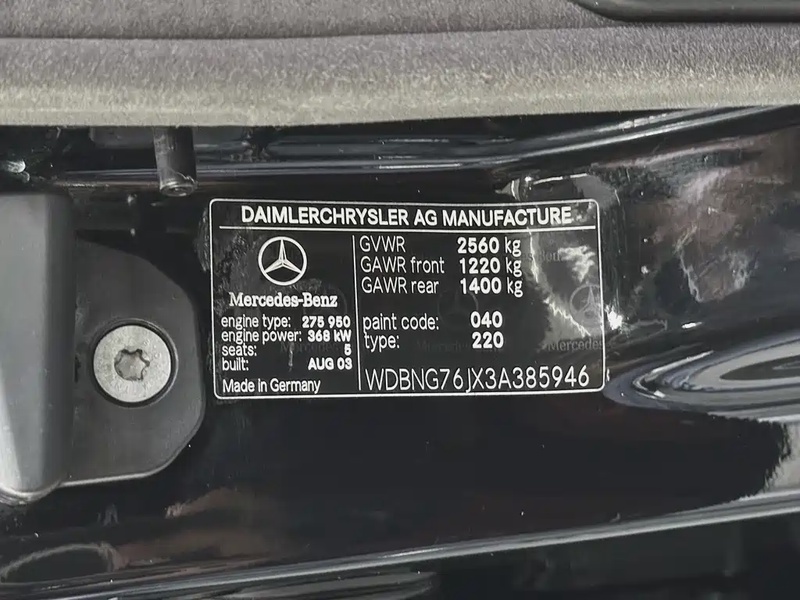 DAIMLERCHRYSLER AG MANUFACTURE
Mercedes-Benz
engine type: 275 950
engine power: 368 kW
seats: 5
built: AUG 03
Made in Germany
GVWR 2560 kg
GAWR front 1220 kg
GAWR rear 1400 kg
paint code: 040
type: 220
WDBNG76JX3A385946